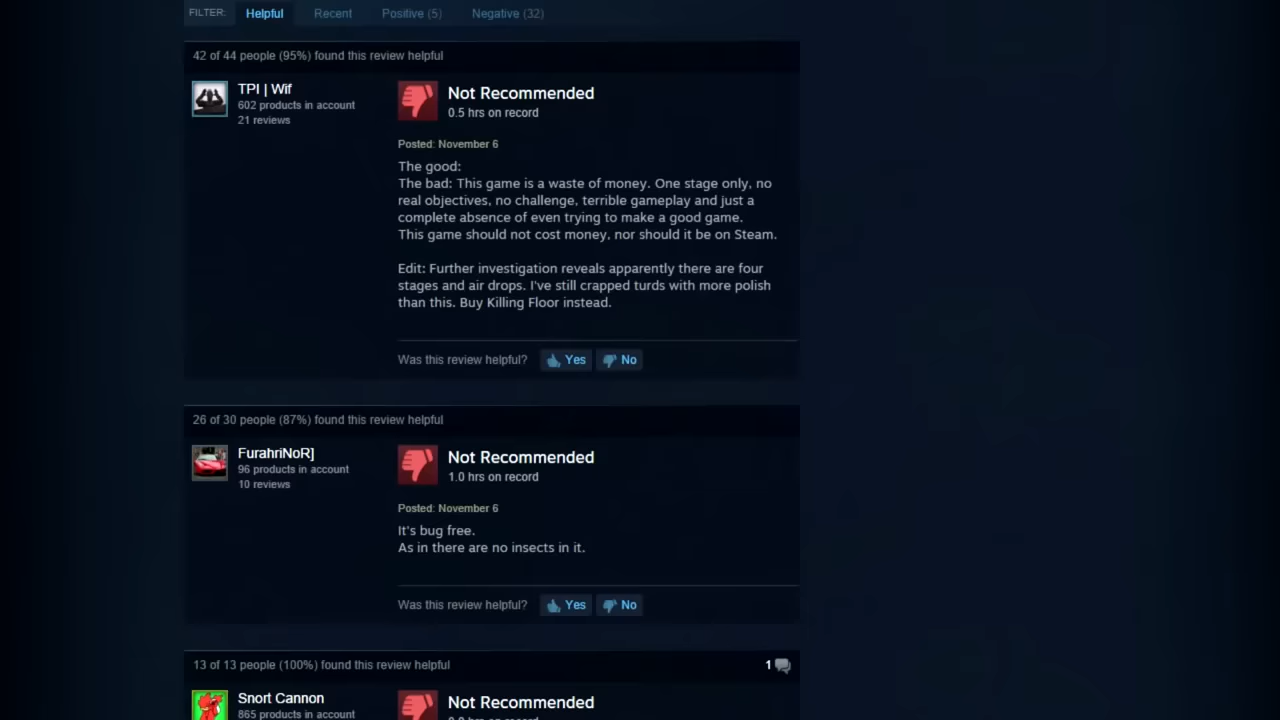 FILTER: Helpful Recent Positive (5) Negative (32)
42 of 44 people (95%) found this review helpful
TPI | Wif
602 products in account
21 reviews
Not Recommended
0.5 hrs on record
Posted: November 6
The good:
The bad: This game is a waste of money. One stage only, no
real objectives, no challenge, terrible gameplay and just a
complete absence of even trying to make a good game.
This game should not cost money, nor should it be on Steam.
Edit: Further investigation reveals apparently there are four
stages and air drops. I've still crapped turds with more polish
than this. Buy Killing Floor instead.
Was this review helpful? Yes No
26 of 30 people (87%) found this review helpful
FurahriNoR]
96 products in account
10 reviews
Not Recommended
1.0 hrs on record
Posted: November 6
It's bug free.
As in there are no insects in it.
Was this review helpful? Yes No
13 of 13 people (100%) found this review helpful 1
Snort Cannon
865 products in account
Not Recommended